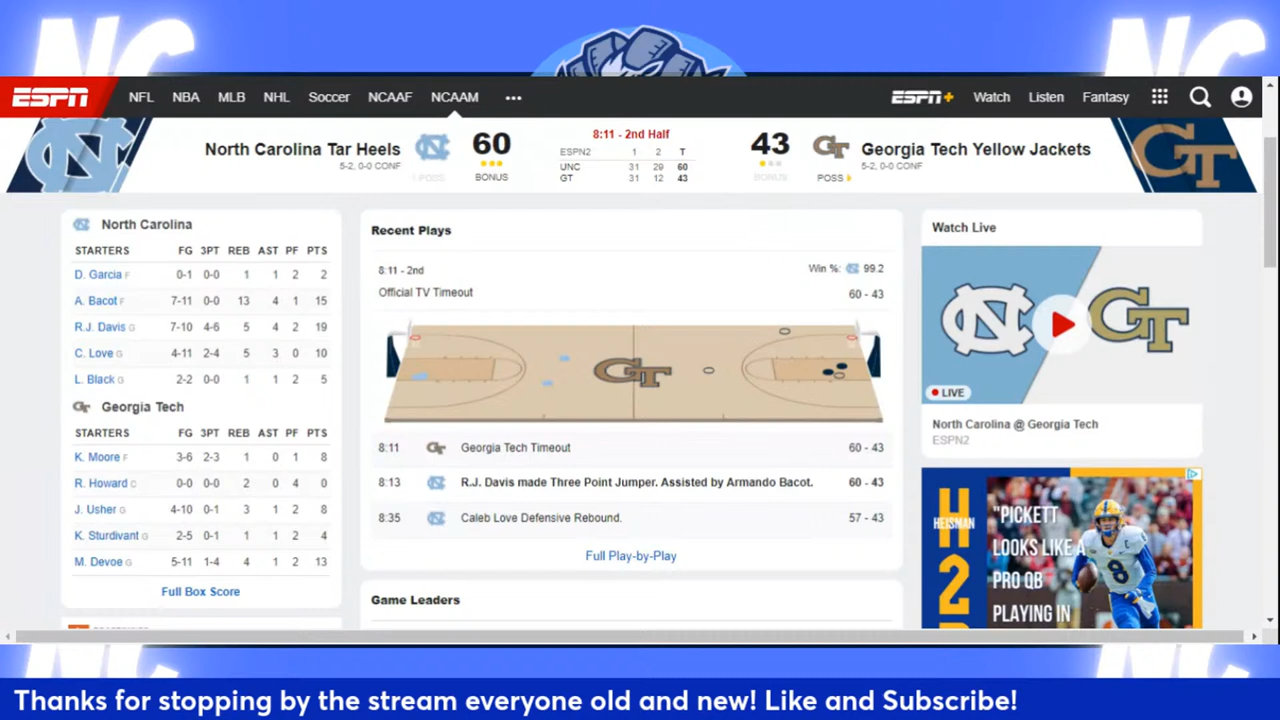 NC NC
ESPN NFL NBA MLB NHL Soccer NCAAF NCAAM ••• ESPN+ Watch Listen Fantasy
North Carolina Tar Heels 60 8:11 - 2nd Half 43 Georgia Tech Yellow Jackets
5-2, 0-0 CONF POSS BONUS BONUS POSS 5-2, 0-0 CONF
ESPN2 1 2 T
UNC 31 29 60
GT 31 12 43
North Carolina
STARTERS FG 3PT REB AST PF PTS
D. Garcia F 0-1 0-0 1 1 2 2
A. Bacot F 7-11 0-0 13 4 1 15
R.J. Davis G 7-10 4-6 5 4 2 19
C. Love G 4-11 2-4 5 3 0 10
L. Black G 2-2 0-0 1 1 2 5
Georgia Tech
STARTERS FG 3PT REB AST PF PTS
K. Moore F 3-6 2-3 1 0 1 8
R. Howard C 0-0 0-0 2 0 4 0
J. Usher G 4-10 0-1 3 1 2 8
K. Sturdivant G 2-5 0-1 1 1 2 4
M. Devoe G 5-11 1-4 4 1 2 13
Full Box Score
Recent Plays
8:11 - 2nd Win %: 99.2
Official TV Timeout 60 - 43
GT
8:11 Georgia Tech Timeout 60 - 43
8:13 R.J. Davis made Three Point Jumper. Assisted by Armando Bacot. 60 - 43
8:35 Caleb Love Defensive Rebound. 57 - 43
Full Play-by-Play
Game Leaders
Watch Live
NC GT
LIVE
North Carolina @ Georgia Tech
ESPN2
H
HEISMAN
2
"PICKETT
LOOKS LIKE A
PRO QB
PLAYING IN
8
NC NC
Thanks for stopping by the stream everyone old and new! Like and Subscribe!